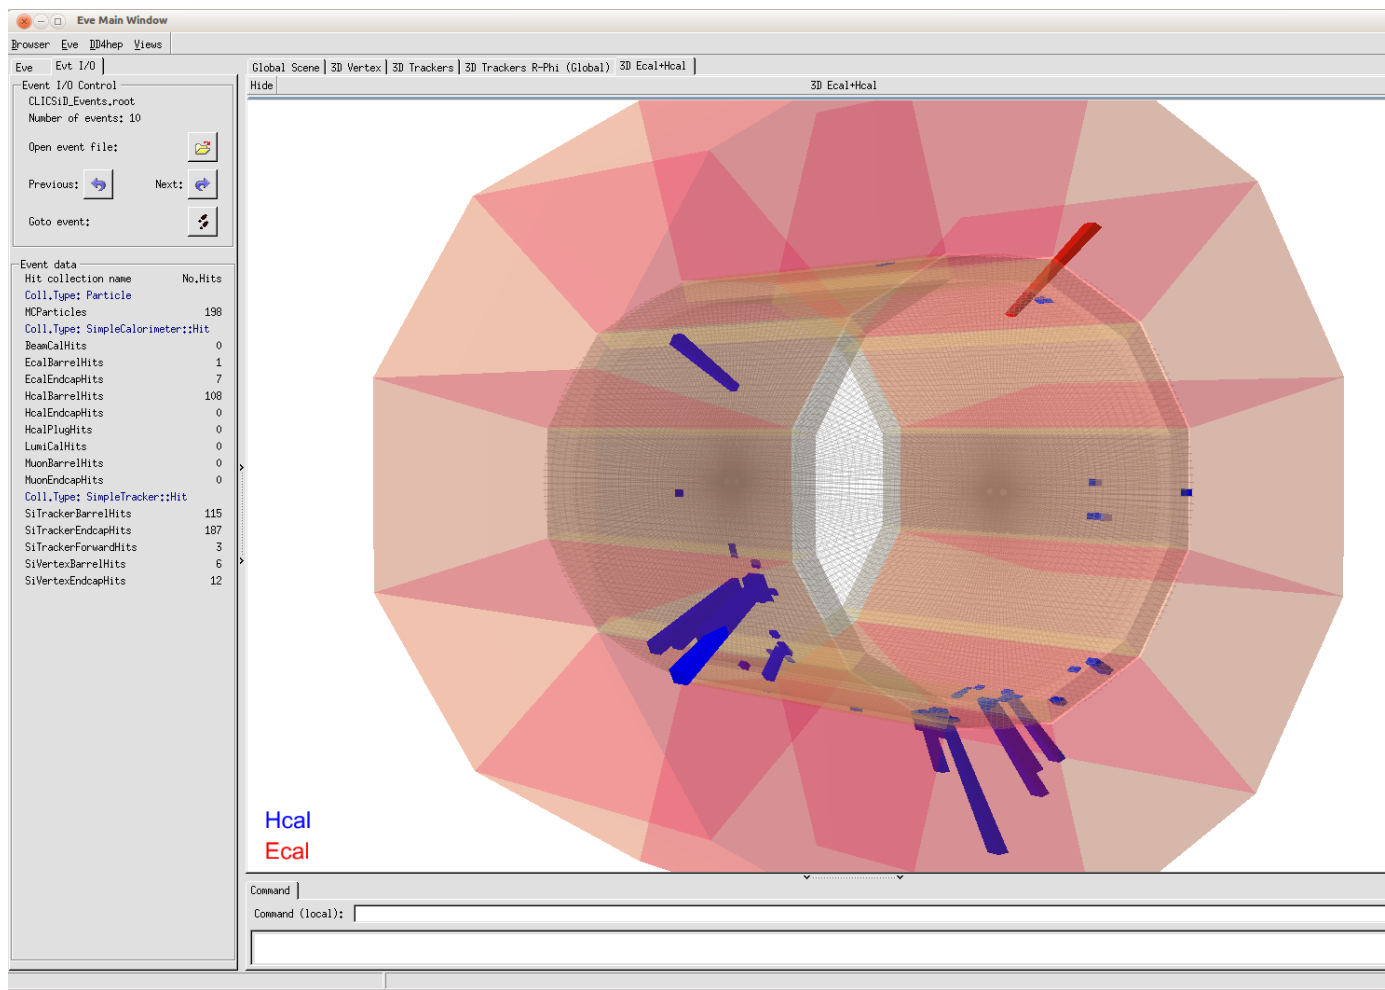 Eve Main Window
Browser Eve DD4hep Views
Eve Evt I/O
Global Scene 3D Vertex 3D Trackers 3D Trackers R-Phi (Global) 3D Ecal+Hcal
Hide 3D Ecal+Hcal
Event I/O Control
CLICSiD_Events.root
Number of events: 10
Open event file:
Previous: Next:
Goto event:
Event data
Hit collection name No.Hits
Coll.Type: Particle
MCParticles 198
Coll.Type: SimpleCalorimeter::Hit
BeamCalHits 0
EcalBarrelHits 1
EcalEndcapHits 7
HcalBarrelHits 108
HcalEndcapHits 0
HcalPlugHits 0
LumiCalHits 0
MuonBarrelHits 0
MuonEndcapHits 0
Coll.Type: SimpleTracker::Hit
SiTrackerBarrelHits 115
SiTrackerEndcapHits 187
SiTrackerForwardHits 3
SiVertexBarrelHits 6
SiVertexEndcapHits 12
Hcal
Ecal
Command
Command (local):